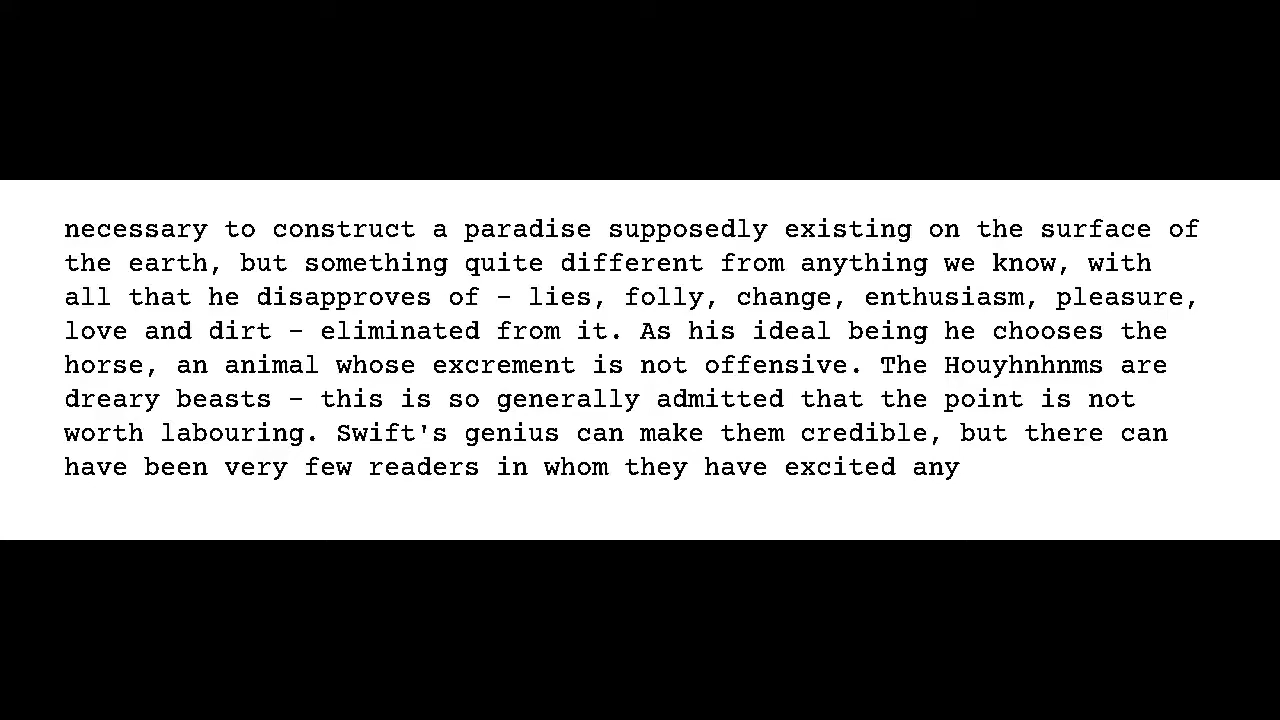 necessary to construct a paradise supposedly existing on the surface of
the earth, but something quite different from anything we know, with
all that he disapproves of – lies, folly, change, enthusiasm, pleasure,
love and dirt – eliminated from it. As his ideal being he chooses the
horse, an animal whose excrement is not offensive. The Houyhnhnms are
dreary beasts – this is so generally admitted that the point is not
worth labouring. Swift's genius can make them credible, but there can
have been very few readers in whom they have excited any